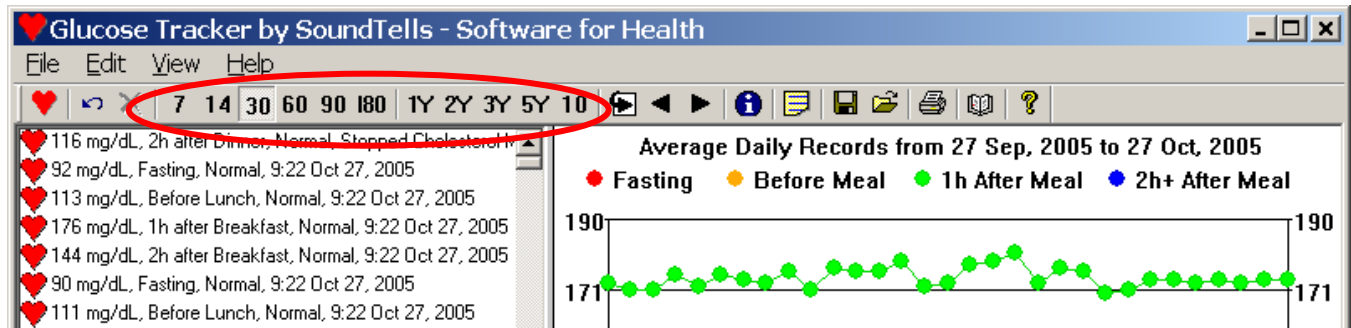 Glucose Tracker by SoundTells - Software for Health
File Edit View Help
7 14 30 60 90 180 1Y 2Y 3Y 5Y 10
116 mg/dL, 2h after Dinner, Normal, Stopped
92 mg/dL, Fasting, Normal, 9:22 Oct 27, 2005
113 mg/dL, Before Lunch, Normal, 9:22 Oct 27, 2005
176 mg/dL, 1h after Breakfast, Normal, 9:22 Oct 27, 2005
144 mg/dL, 2h after Breakfast, Normal, 9:22 Oct 27, 2005
90 mg/dL, Fasting, Normal, 9:22 Oct 27, 2005
111 mg/dL, Before Lunch, Normal, 9:22 Oct 27, 2005
Average Daily Records from 27 Sep, 2005 to 27 Oct, 2005
Fasting Before Meal 1h After Meal 2h+ After Meal
190 190
171 171